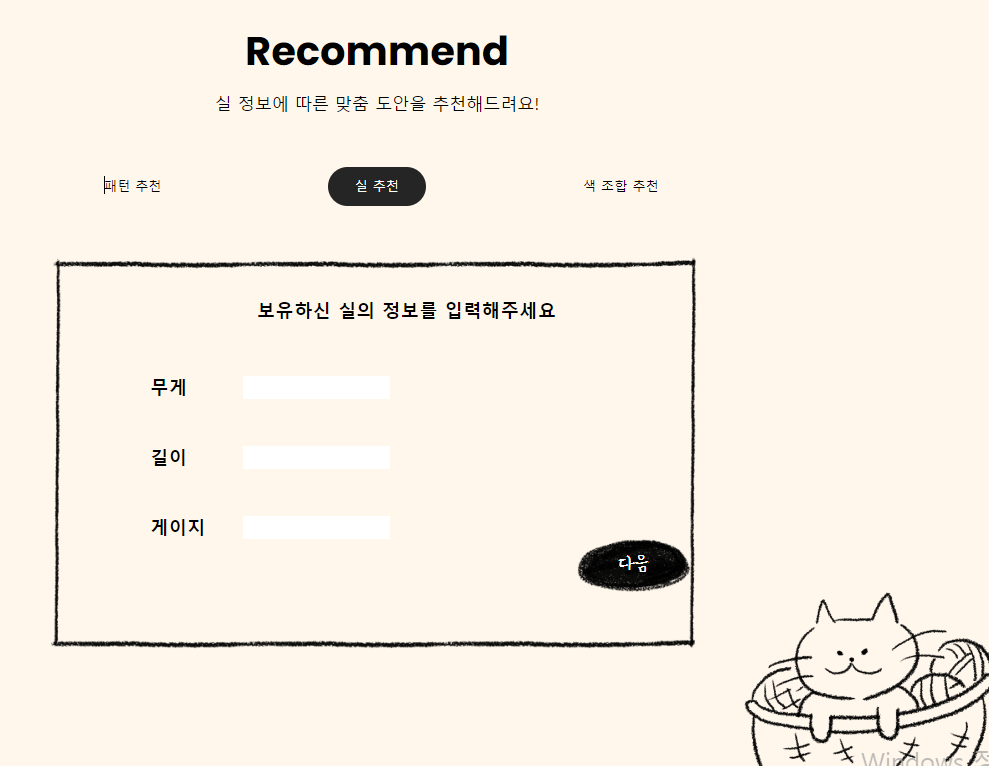 Recommend
실 정보에 따른 맞춤 도안을 추천해드려요!
패턴 추천
실 추천
색 조합 추천
보유하신 실의 정보를 입력해주세요
무게
길이
게이지
다음
Windows